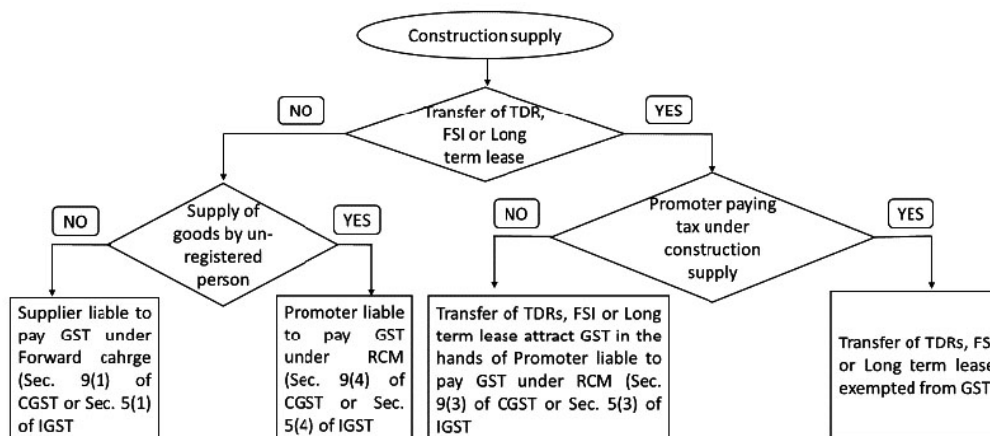 Construction supply
NO
Transfer of TDR,
FSI or Long
term lease
YES
NO
Supply of
goods by un-
registered
person
YES
NO
Promoter paying
tax under
construction
supply
YES
Supplier liable to
pay GST under
Forward cahrge
(Sec. 9(1) of
CGST or Sec. 5(1)
of IGST
Promoter liable
to pay GST
under RCM
(Sec. 9(4) of
CGST or Sec.
5(4) of IGST
Transfer of TDRs, FSI or Long
term lease attract GST in the
hands of Promoter liable to
pay GST under RCM (Sec.
9(3) of CGST or Sec. 5(3) of
IGST
Transfer of TDRs, FSI
or Long term lease
exempted from GST